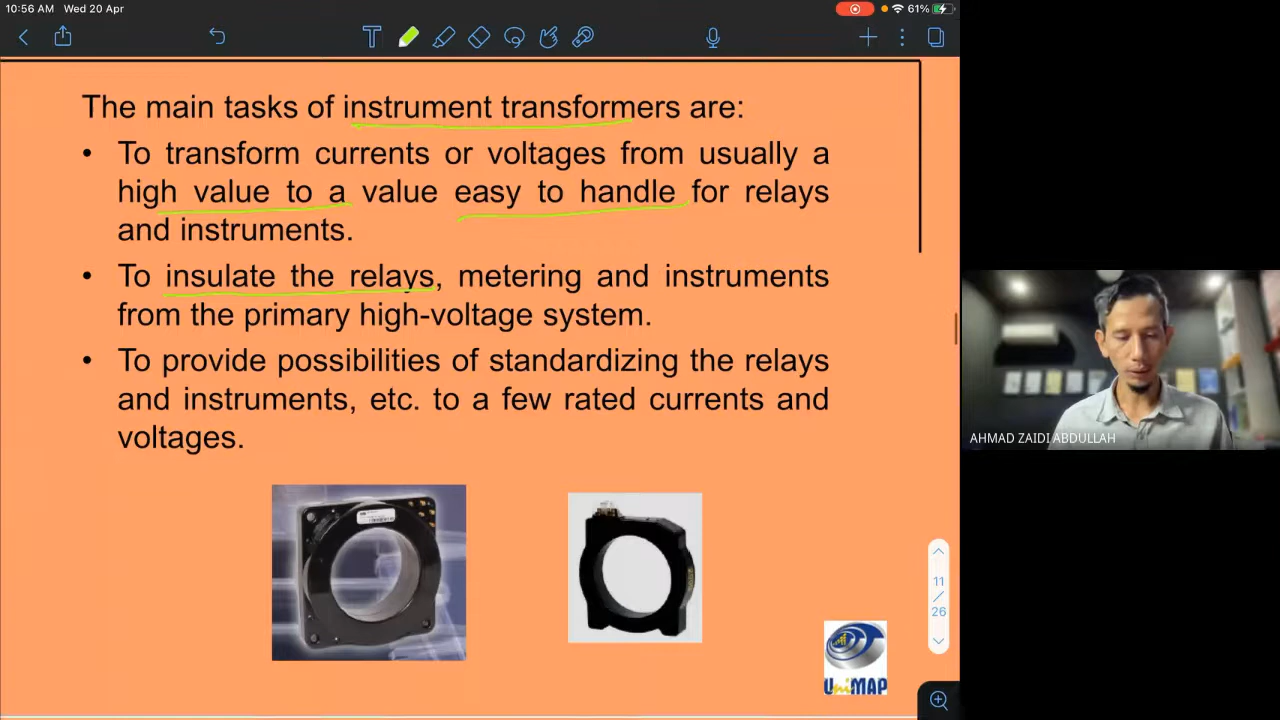 10:56 AM Wed 20 Apr
61%
The main tasks of instrument transformers are:
• To transform currents or voltages from usually a
high value to a value easy to handle for relays
and instruments.
• To insulate the relays, metering and instruments
from the primary high-voltage system.
• To provide possibilities of standardizing the relays
and instruments, etc. to a few rated currents and
voltages.
11
/
26
UniMAP
AHMAD ZAIDI ABDULLAH